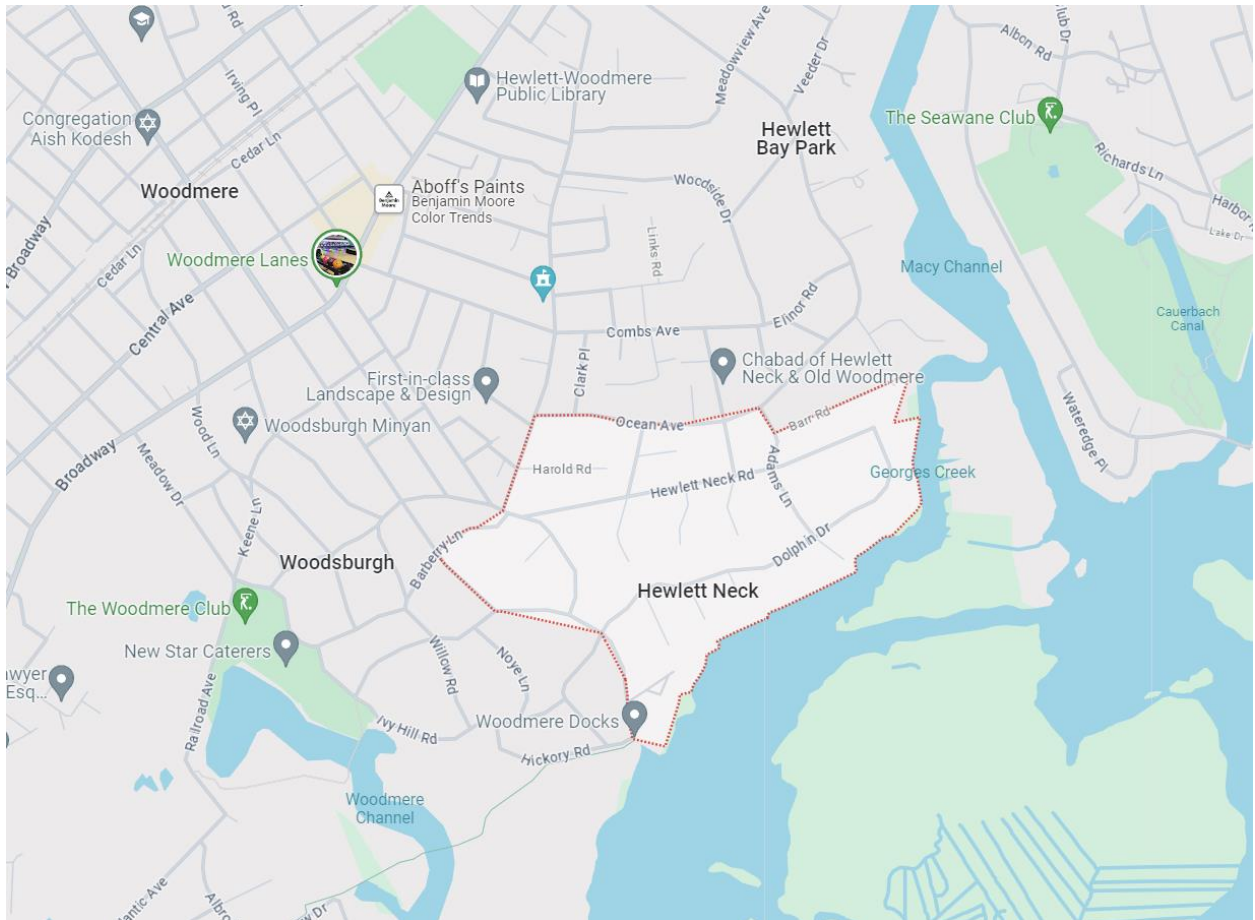 Irving Pl
Meadowview Ave
Veeder Dr
Albon Rd
Club Dr
Hewlett-Woodmere
Public Library
Congregation
Aish Kodesh
Cedar Ln
The Seawane Club
Hewlett
Bay Park
Richards Ln
Woodmere
Aboff's Paints
Benjamin Moore
Color Trends
Woodside Dr
Harbor
Lake Dr
Broadway
Cedar Ln
Woodmere Lanes
Links Rd
Macy Channel
Central Ave
Elinor Rd
Cauerbach
Canal
Combs Ave
Clark Pl
Chabad of Hewlett
Neck & Old Woodmere
First-in-class
Landscape & Design
Wood Ln
Woodsburgh Minyan
Ocean Ave
Barr Rd
Wateredge Pl
Broadway
Meadow Dr
Harold Rd
Hewlett Neck Rd
Adams Ln
Georges Creek
Keene Ln
Barberry Ln
Woodsburgh
Dolphin Dr
Hewlett Neck
The Woodmere Club
New Star Caterers
Willow Rd
Noye Ln
awyer
Esq...
Railroad Ave
Ivy Hill Rd
Woodmere Docks
Hickory Rd
Woodmere
Channel